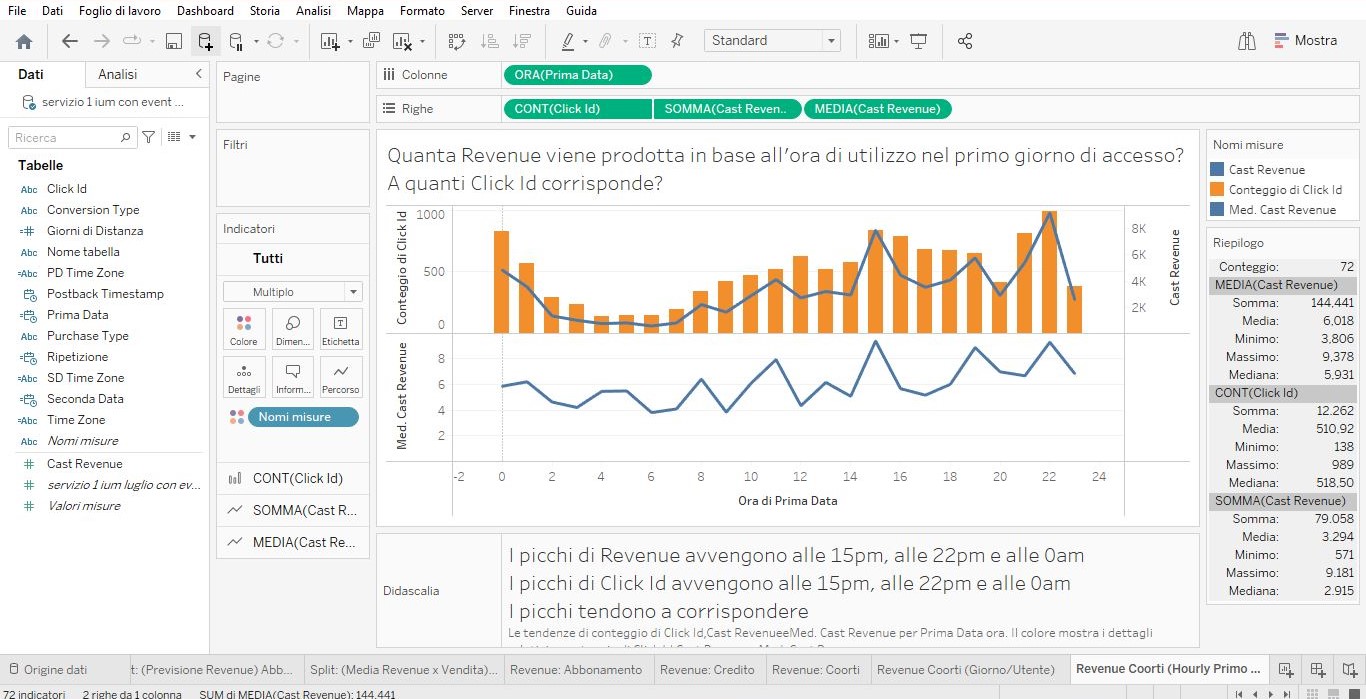 File Dati Foglio di lavoro Dashboard Storia Analisi Mappa Formato Server Finestra Guida
Standard
Mostra
Dati Analisi
servizio 1 ium con event ...
Ricerca
Tabelle
Abc Click Id
Abc Conversion Type
Giorni di Distanza
Abc Nome tabella
=Abc PD Time Zone
Postback Timestamp
Prima Data
Abc Purchase Type
Ripetizione
=Abc SD Time Zone
Seconda Data
=Abc Time Zone
Abc Nomi misure
Cast Revenue
servizio 1 ium luglio con ev...
Valori misure
Pagine
Filtri
Indicatori
Tutti
Multiplo
Colore Dimen... Etichetta
Dettagli Inform... Percorso
Nomi misure
CONT(Click Id)
SOMMA(Cast R...
MEDIA(Cast Re...
Colonne ORA(Prima Data)
Righe CONT(Click Id) SOMMA(Cast Reven.. MEDIA(Cast Revenue)
Quanta Revenue viene prodotta in base all'ora di utilizzo nel primo giorno di accesso?
A quanti Click Id corrisponde?
Conteggio di Click Id
1000
500
0
Cast Revenue
8K
6K
4K
2K
Med. Cast Revenue
8
6
4
2
-2 0 2 4 6 8 10 12 14 16 18 20 22 24
Ora di Prima Data
Didascalia
I picchi di Revenue avvengono alle 15pm, alle 22pm e alle 0am
I picchi di Click Id avvengono alle 15pm, alle 22pm e alle 0am
I picchi tendono a corrispondere
Le tendenze di conteggio di Click Id,Cast RevenueeMed. Cast Revenue per Prima Data ora. Il colore mostra i dettagli
Nomi misure
Cast Revenue
Conteggio di Click Id
Med. Cast Revenue
Riepilogo
Conteggio: 72
MEDIA(Cast Revenue)
Somma: 144.441
Media: 6,018
Minimo: 3,806
Massimo: 9,378
Mediana: 5,931
CONT(Click Id)
Somma: 12.262
Media: 510,92
Minimo: 138
Massimo: 989
Mediana: 518,50
SOMMA(Cast Revenue)
Somma: 79.058
Media: 3.294
Minimo: 571
Massimo: 9.181
Mediana: 2.915
Origine dati t: (Previsione Revenue) Abb... Split: (Media Revenue x Vendita)... Revenue: Abbonamento Revenue: Credito Revenue: Coorti Revenue Coorti (Giorno/Utente) Revenue Coorti (Hourly Primo ...
72 indicatori 2 righe da 1 colonna SUM di MEDIA(Cast Revenue): 144.441